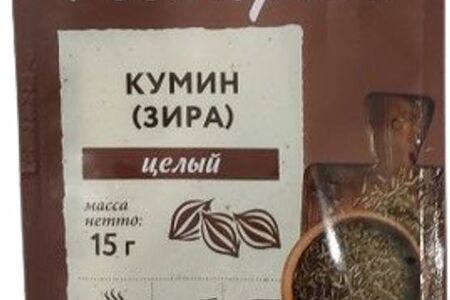 КУМИН
(ЗИРА)
целый
масса
нетто:
15 г